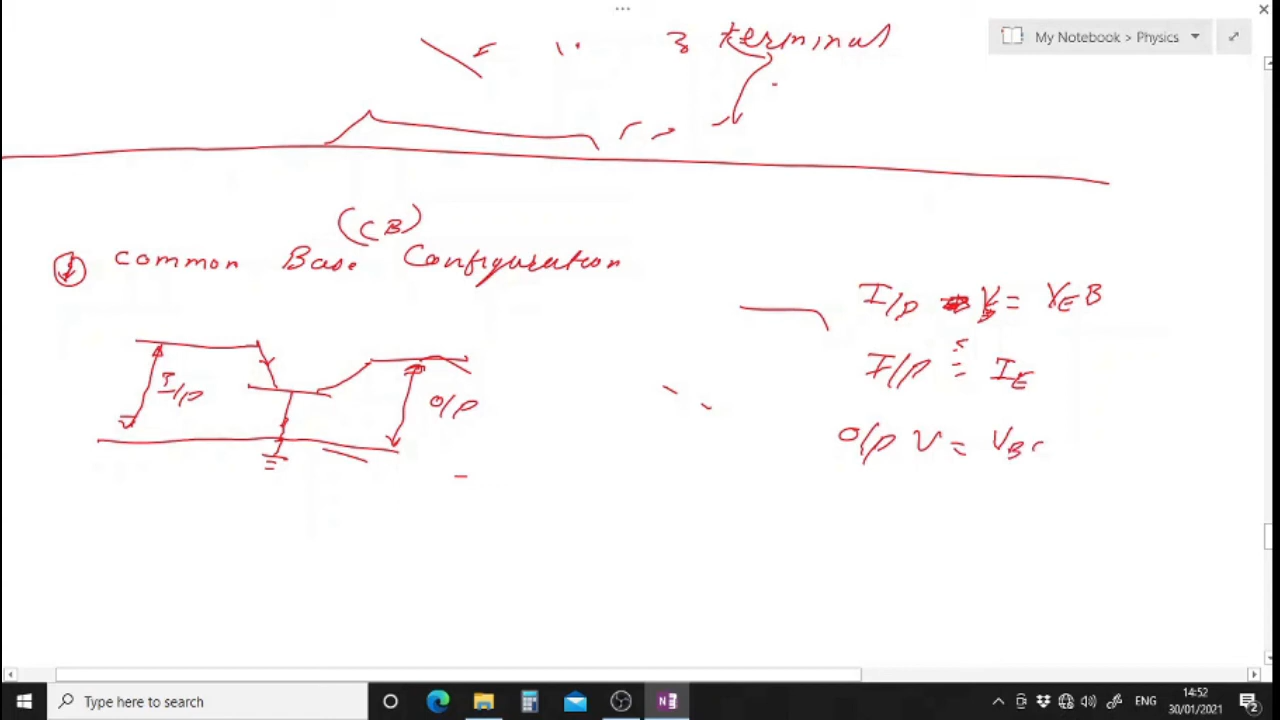 3 terminal
My Notebook > Physics
(CB)
1 Common Base Configuration
I/P V = VEB
I/P I = IE
O/P V = VBC
I/P
O/P
Type here to search
ENG
14:52
30/01/2021
2